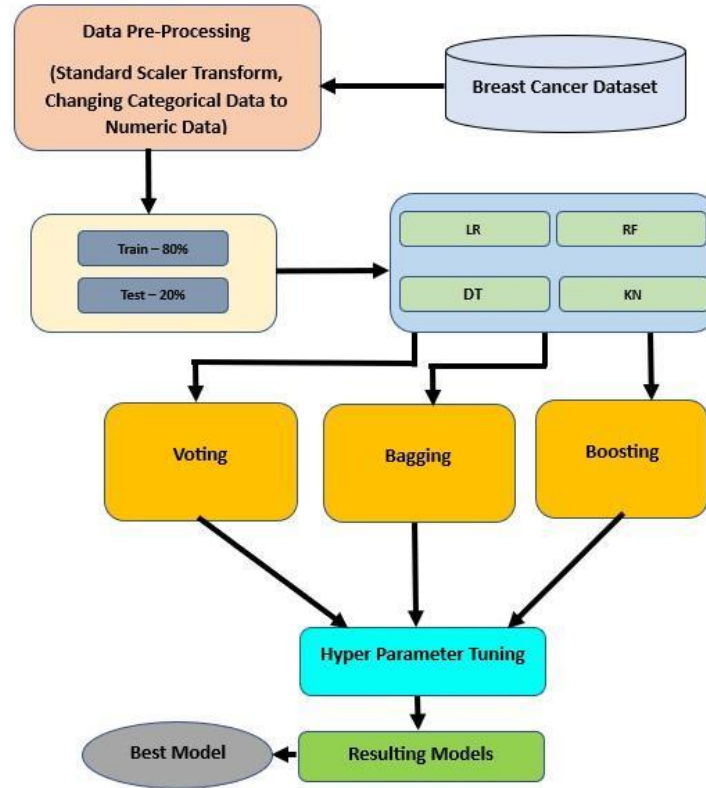 Data Pre-Processing
(Standard Scaler Transform,
Changing Categorical Data to
Numeric Data)
Breast Cancer Dataset
Train – 80%
Test – 20%
LR
RF
DT
KN
Voting
Bagging
Boosting
Hyper Parameter Tuning
Resulting Models
Best Model